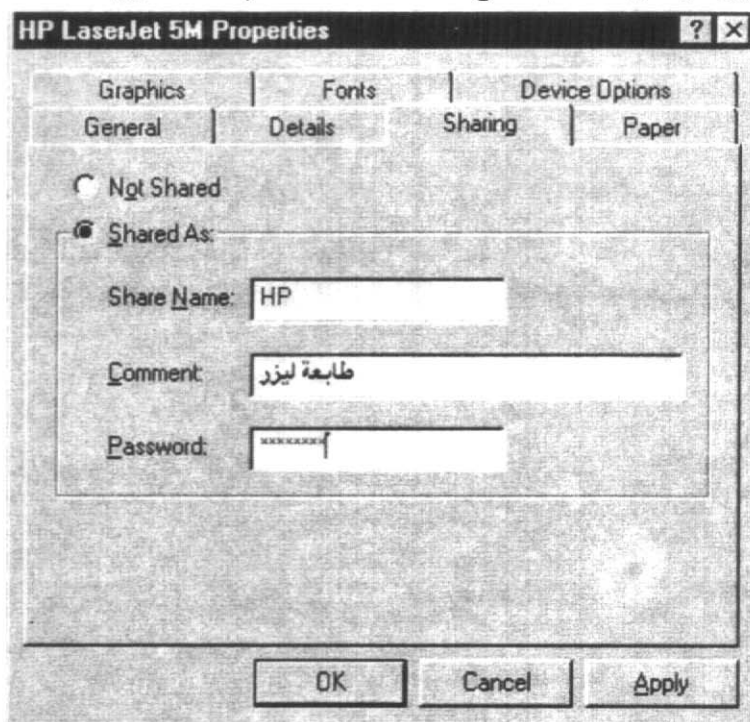 HP LaserJet 5M Properties
Graphics Fonts Device Options
General Details Sharing Paper
Not Shared
Shared As:
Share Name: HP
Comment: طابعة ليزر
Password: ********
OK Cancel Apply